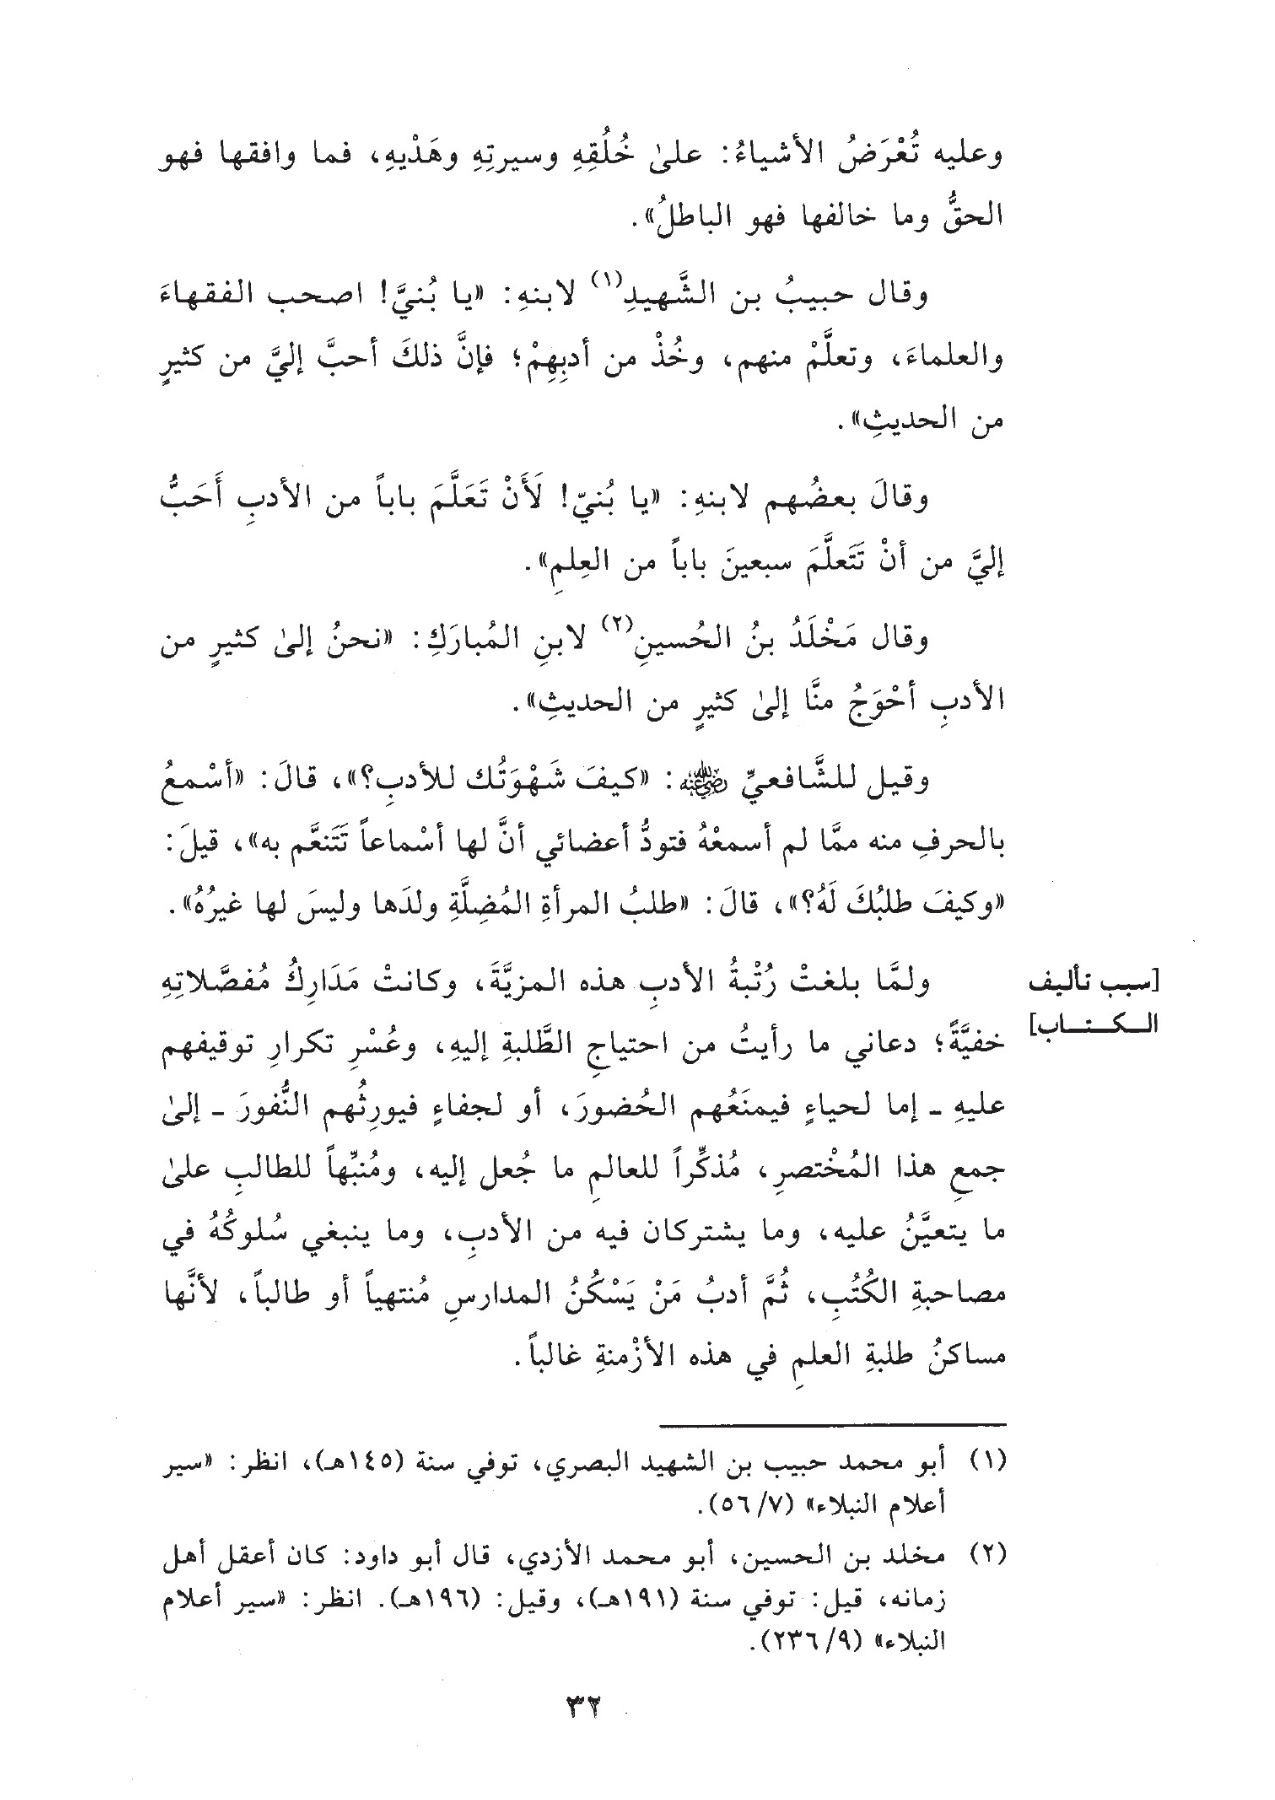 وعليه تُعْرَضُ الأشياءُ: علىٰ خُلُقِهِ وسيرتِهِ وهَدْيهِ، فما وافقها فهو
الحقُّ وما خالفها فهو الباطلُ».
وقال حبيبُ بن الشَّهيدِ(١) لابنهِ: «يا بُنيَّ! اصحب الفقهاءَ
والعلماءَ، وتعلَّمْ منهم، وخُذْ من أدبِهِمْ؛ فإنَّ ذلكَ أحبَّ إليَّ من كثيرٍ
من الحديثِ».
وقالَ بعضُهم لابنهِ: «يا بُنيّ! لَأَنْ تَعَلَّمَ باباً من الأدبِ أَحَبُّ
إليَّ من أنْ تَتَعلَّمَ سبعينَ باباً من العِلمِ».
وقال مَخْلَدُ بنُ الحُسينِ(٢) لابنِ المُبارَكِ: «نحنُ إلىٰ كثيرٍ من
الأدبِ أحْوَجُ منَّا إلىٰ كثيرٍ من الحديثِ».
وقيل للشَّافعيِّ رضي الله عنه: «كيفَ شَهْوَتُك للأدبِ؟»، قالَ: «أسْمعُ
بالحرفِ منه ممَّا لم أسمعْهُ فتودُّ أعضائي أنَّ لها أسْماعاً تَتَنعَّم به»، قيلَ:
«وكيفَ طلبُكَ لَهُ؟»، قالَ: «طلبُ المرأةِ المُضِلَّةِ ولدَها وليسَ لها غيرُهُ».
[سبب تأليف
الكتاب]
ولمَّا بلغتْ رُتْبةُ الأدبِ هذه المزيَّةَ، وكانتْ مَدَارِكُ مُفصَّلاتِهِ
خفيَّةً؛ دعاني ما رأيتُ من احتياجِ الطَّلبةِ إليهِ، وعُسْرِ تكرارِ توقيفهم
عليهِ ـ إما لحياءٍ فيمنَعُهم الحُضورَ، أو لجفاءٍ فيورِثُهم النُّفورَ ـ إلىٰ
جمعِ هذا المُخْتصرِ، مُذكِّراً للعالمِ ما جُعل إليه، ومُنبِّهاً للطالبِ علىٰ
ما يتعيَّنُ عليه، وما يشتركان فيه من الأدبِ، وما ينبغي سُلوكُهُ في
مصاحبةِ الكُتُبِ، ثُمَّ أدبُ مَنْ يَسْكُنُ المدارسِ مُنتهياً أو طالباً، لأنَّها
مساكنُ طلبةِ العلمِ في هذه الأزْمنةِ غالباً.
(١) أبو محمد حبيب بن الشهيد البصري، توفي سنة (١٤٥هـ)، انظر: «سير
أعلام النبلاء» (٥٦/٧).
(٢) مخلد بن الحسين، أبو محمد الأزدي، قال أبو داود: كان أعقل أهل
زمانه، قيل: توفي سنة (١٩١هـ)، وقيل: (١٩٦هـ). انظر: «سير أعلام
النبلاء» (٢٣٦/٩).
٣٢